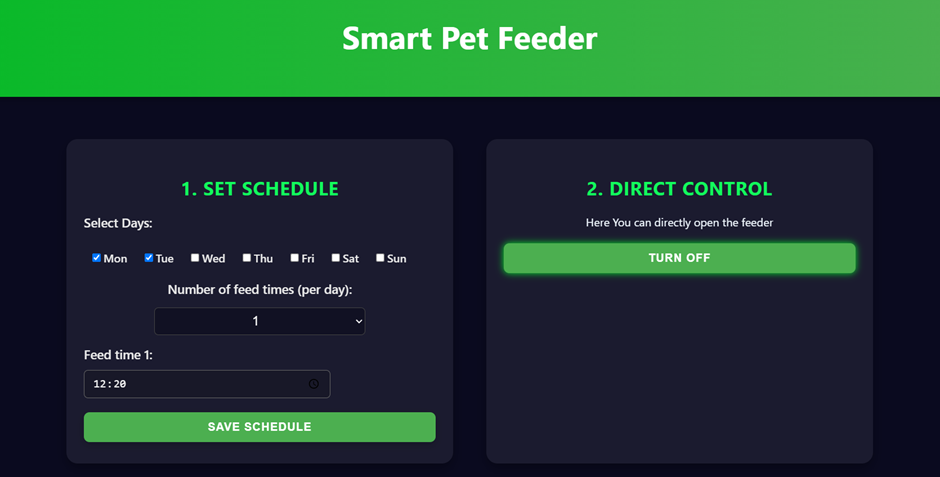 Smart Pet Feeder
1. SET SCHEDULE
Select Days:
Mon Tue Wed Thu Fri Sat Sun
Number of feed times (per day):
1
Feed time 1:
12:20
SAVE SCHEDULE
2. DIRECT CONTROL
Here You can directly open the feeder
TURN OFF